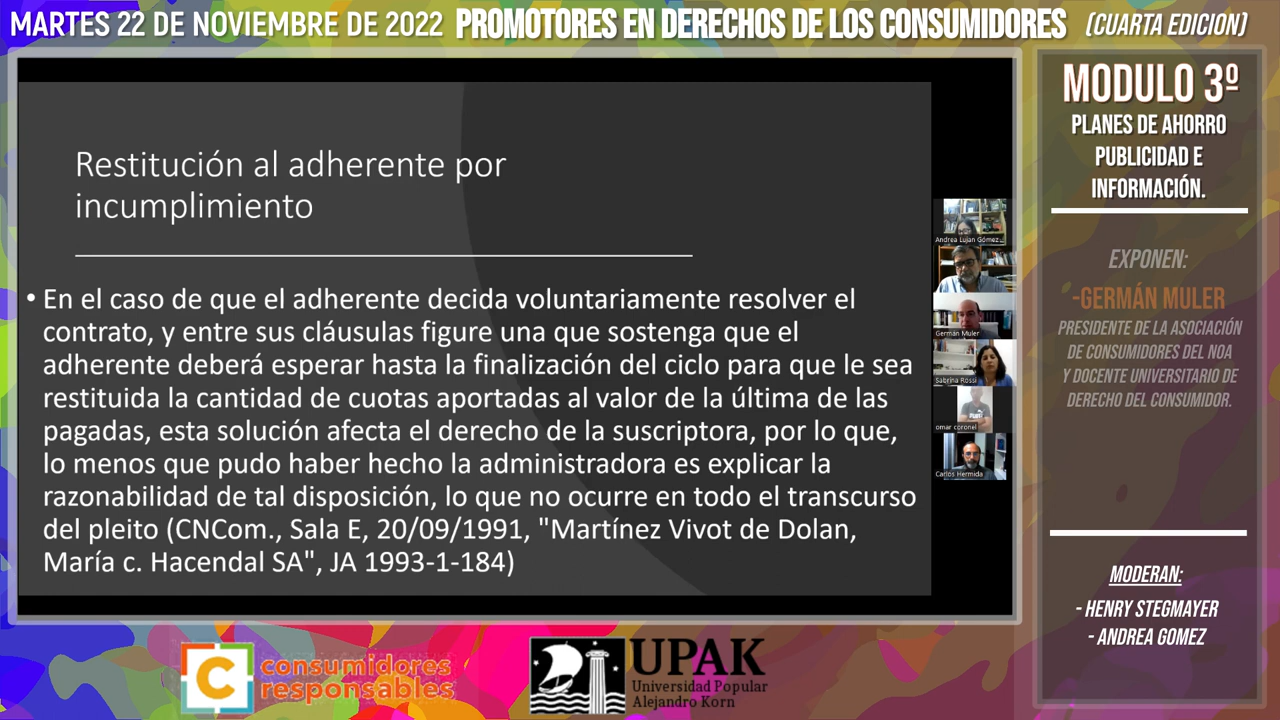 MARTES 22 DE NOVIEMBRE DE 2022 PROMOTORES EN DERECHOS DE LOS CONSUMIDORES (CUARTA EDICION)
Restitución al adherente por
incumplimiento
• En el caso de que el adherente decida voluntariamente resolver el
contrato, y entre sus cláusulas figure una que sostenga que el
adherente deberá esperar hasta la finalización del ciclo para que le sea
restituida la cantidad de cuotas aportadas al valor de la última de las
pagadas, esta solución afecta el derecho de la suscriptora, por lo que,
lo menos que pudo haber hecho la administradora es explicar la
razonabilidad de tal disposición, lo que no ocurre en todo el transcurso
del pleito (CNCom., Sala E, 20/09/1991, "Martínez Vivot de Dolan,
María c. Hacendal SA", JA 1993-1-184)
Andrea Lujan Gómez...
Germán Muler
Sabrina Rossi
omar coronel
Carlos Hermida
MODULO 3º
PLANES DE AHORRO
PUBLICIDAD E
INFORMACIÓN.
EXPONEN:
-GERMÁN MULER
PRESIDENTE DE LA ASOCIACIÓN
DE CONSUMIDORES DEL NOA
Y DOCENTE UNIVERSITARIO DE
DERECHO DEL CONSUMIDOR.
MODERAN:
- HENRY STEGMAYER
- ANDREA GOMEZ
C consumidores
responsables
UPAK
Universidad Popular
Alejandro Korn